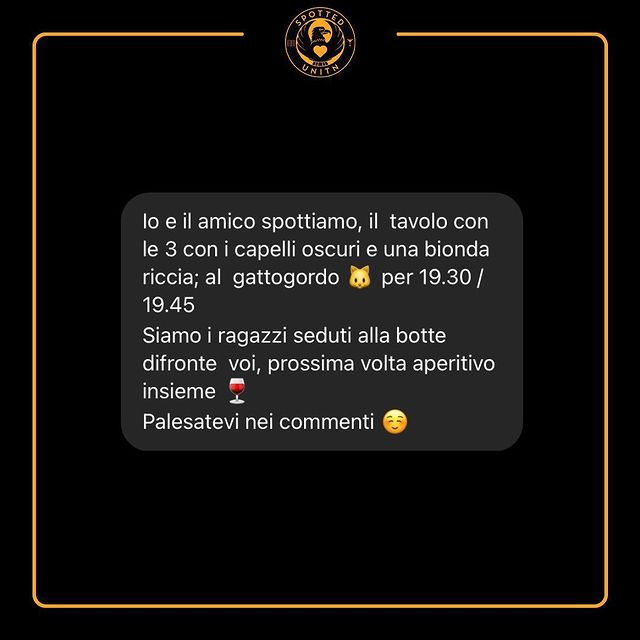 SPOTTED
UNITN
Io e il amico spottiamo, il  tavolo con
le 3 con i capelli oscuri e una bionda
riccia; al  gattogordo 🐱 per 19.30 /
19.45
Siamo i ragazzi seduti alla botte
difronte  voi, prossima volta aperitivo
insieme 🍷
Palesatevi nei commenti ☺️